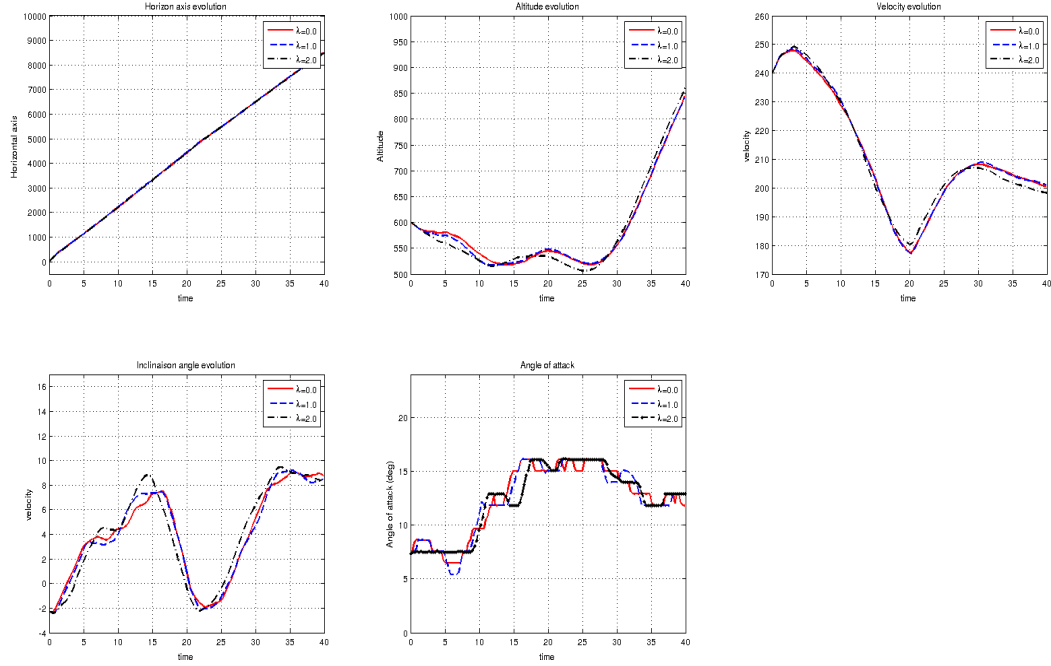 Horizon axis evolution
10000
9000
8000
7000
6000
5000
4000
3000
2000
1000
0
Horizontal axis
0 5 10 15 20 25 30 35 40
time
λ=0.0
λ=1.0
λ=2.0
Altitude evolution
1000
950
900
850
800
750
700
650
600
550
500
Altitude
0 5 10 15 20 25 30 35 40
time
λ=0.0
λ=1.0
λ=2.0
Velocity evolution
260
250
240
230
220
210
200
190
180
170
velocity
0 5 10 15 20 25 30 35 40
time
λ=0.0
λ=1.0
λ=2.0
Inclinaison angle evolution
16
14
12
10
8
6
4
2
0
-2
-4
velocity
0 5 10 15 20 25 30 35 40
time
λ=0.0
λ=1.0
λ=2.0
Angle of attack
20
15
10
5
0
Angle of attack (deg)
0 5 10 15 20 25 30 35 40
time
λ=0.0
λ=1.0
λ=2.0